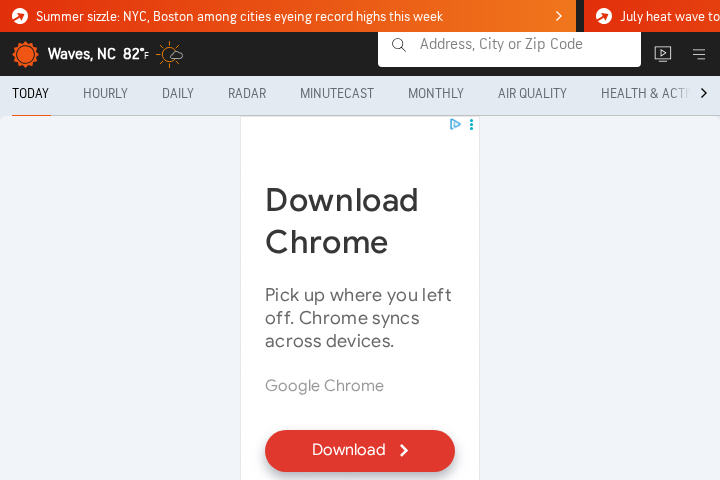 Summer sizzle: NYC, Boston among cities eyeing record highs this week
July heat wave to
Waves, NC 82°F
Address, City or Zip Code
TODAY HOURLY DAILY RADAR MINUTECAST MONTHLY AIR QUALITY HEALTH & ACTI
Download
Chrome
Pick up where you left
off. Chrome syncs
across devices.
Google Chrome
Download